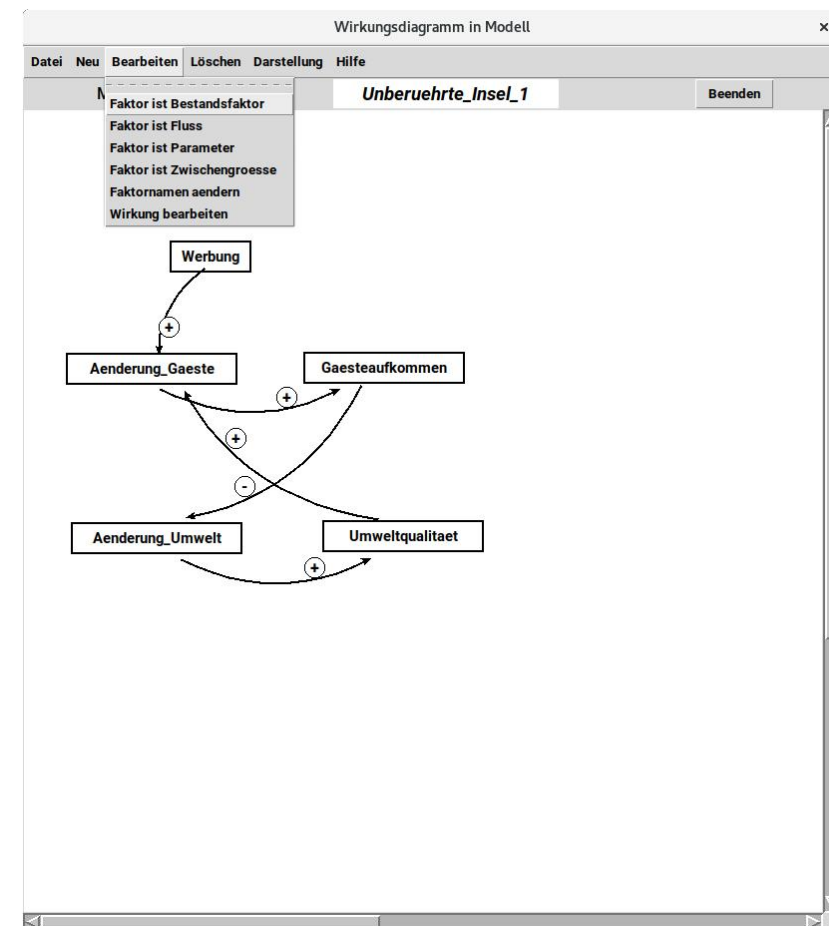 Wirkungsdiagramm in Modell
×
Datei Neu Bearbeiten Löschen Darstellung Hilfe
Unberuehrte_Insel_1
Beenden
Faktor ist Bestandsfaktor
Faktor ist Fluss
Faktor ist Parameter
Faktor ist Zwischengroesse
Faktornamen aendern
Wirkung bearbeiten
Werbung
+
Aenderung_Gaeste
Gaesteaufkommen
+
+
-
Aenderung_Umwelt
Umweltqualitaet
+